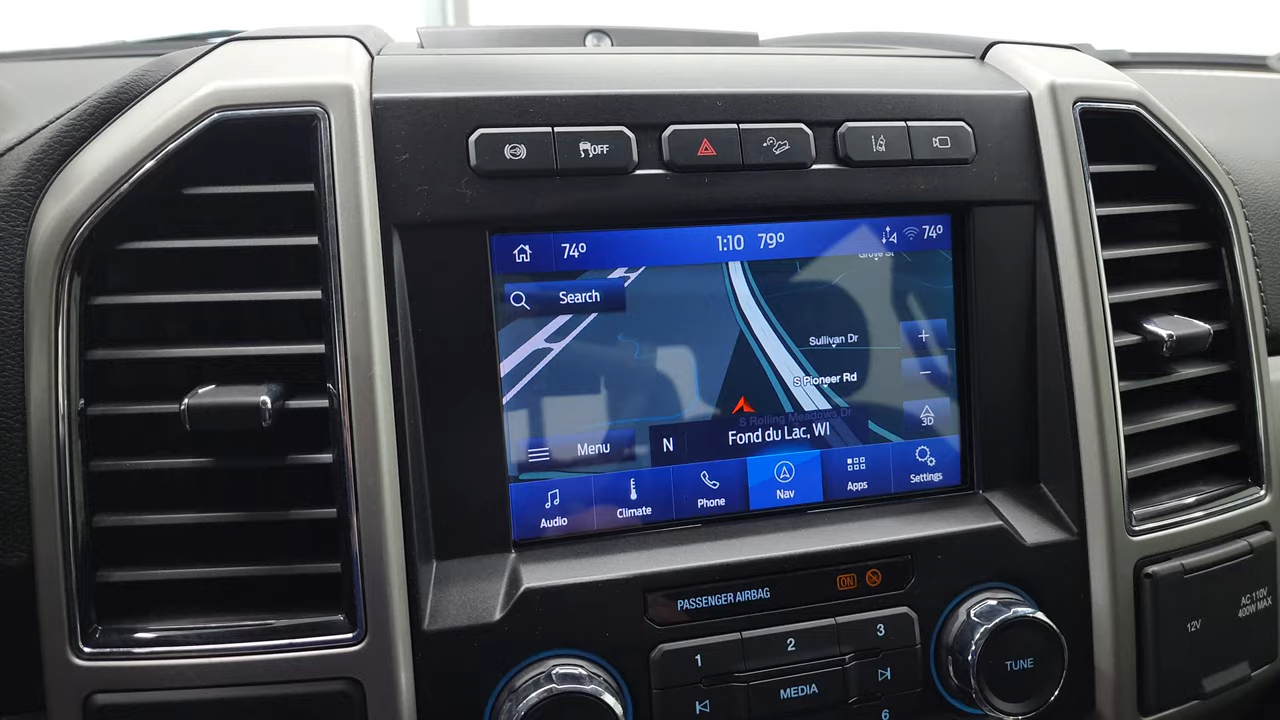 OFF
74°
1:10 79°
74°
Grove St
Search
+
Sullivan Dr
S Pioneer Rd
−
3D
S Rolling Meadows Dr
Menu
N
Fond du Lac, WI
Audio
Climate
Phone
Nav
Apps
Settings
PASSENGER AIRBAG
ON
1
2
3
MEDIA
6
TUNE
12V
AC 110V
400W MAX